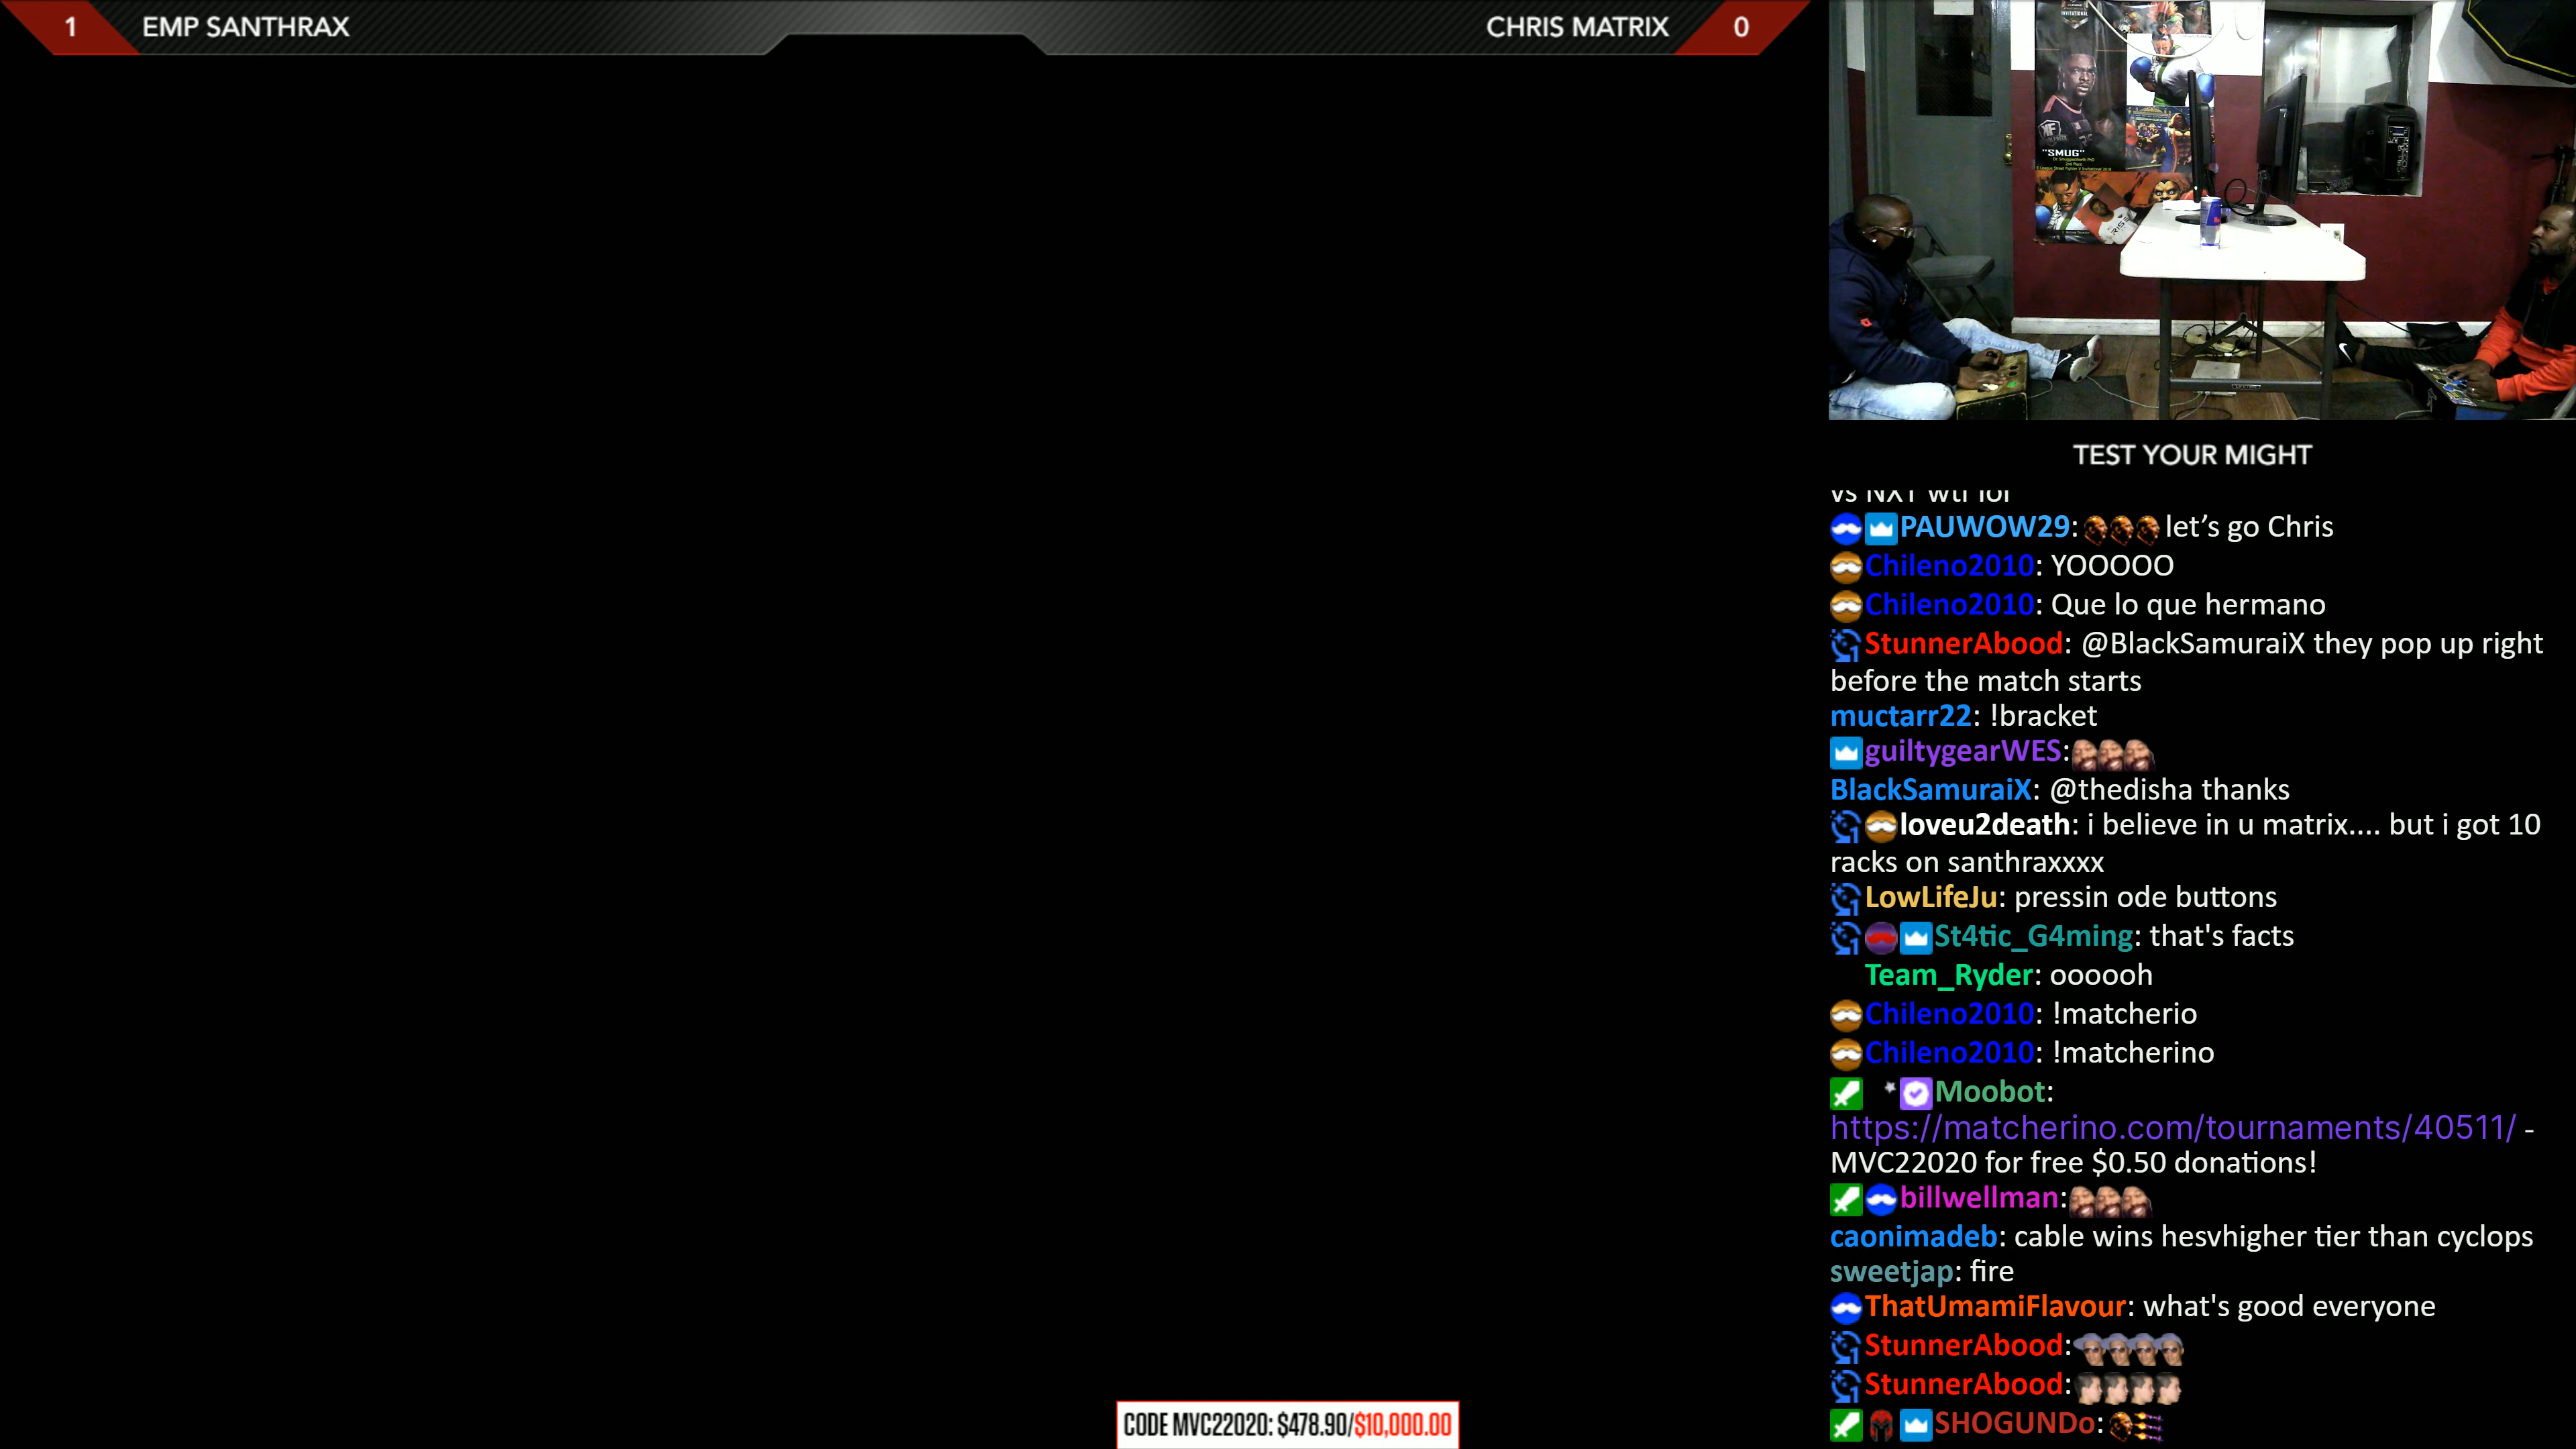 1 EMP SANTHRAX
CHRIS MATRIX 0
"SMUG"
TEST YOUR MIGHT
vs NXT wtf lol
PAUWOW29: let's go Chris
Chileno2010: YOOOOO
Chileno2010: Que lo que hermano
StunnerAbood: @BlackSamuraiX they pop up right
before the match starts
muctarr22: !bracket
guiltygearWES:
BlackSamuraiX: @thedisha thanks
loveu2death: i believe in u matrix.... but i got 10
racks on santhraxxxx
LowLifeJu: pressin ode buttons
St4tic_G4ming: that's facts
Team_Ryder: oooooh
Chileno2010: !matcherio
Chileno2010: !matcherino
Moobot:
https://matcherino.com/tournaments/40511/ -
MVC22020 for free $0.50 donations!
billwellman:
caonimadeb: cable wins hesvhigher tier than cyclops
sweetjap: fire
ThatUmamiFlavour: what's good everyone
StunnerAbood:
StunnerAbood:
SHOGUNDo:
CODE MVC22020: $478.90/$10,000.00